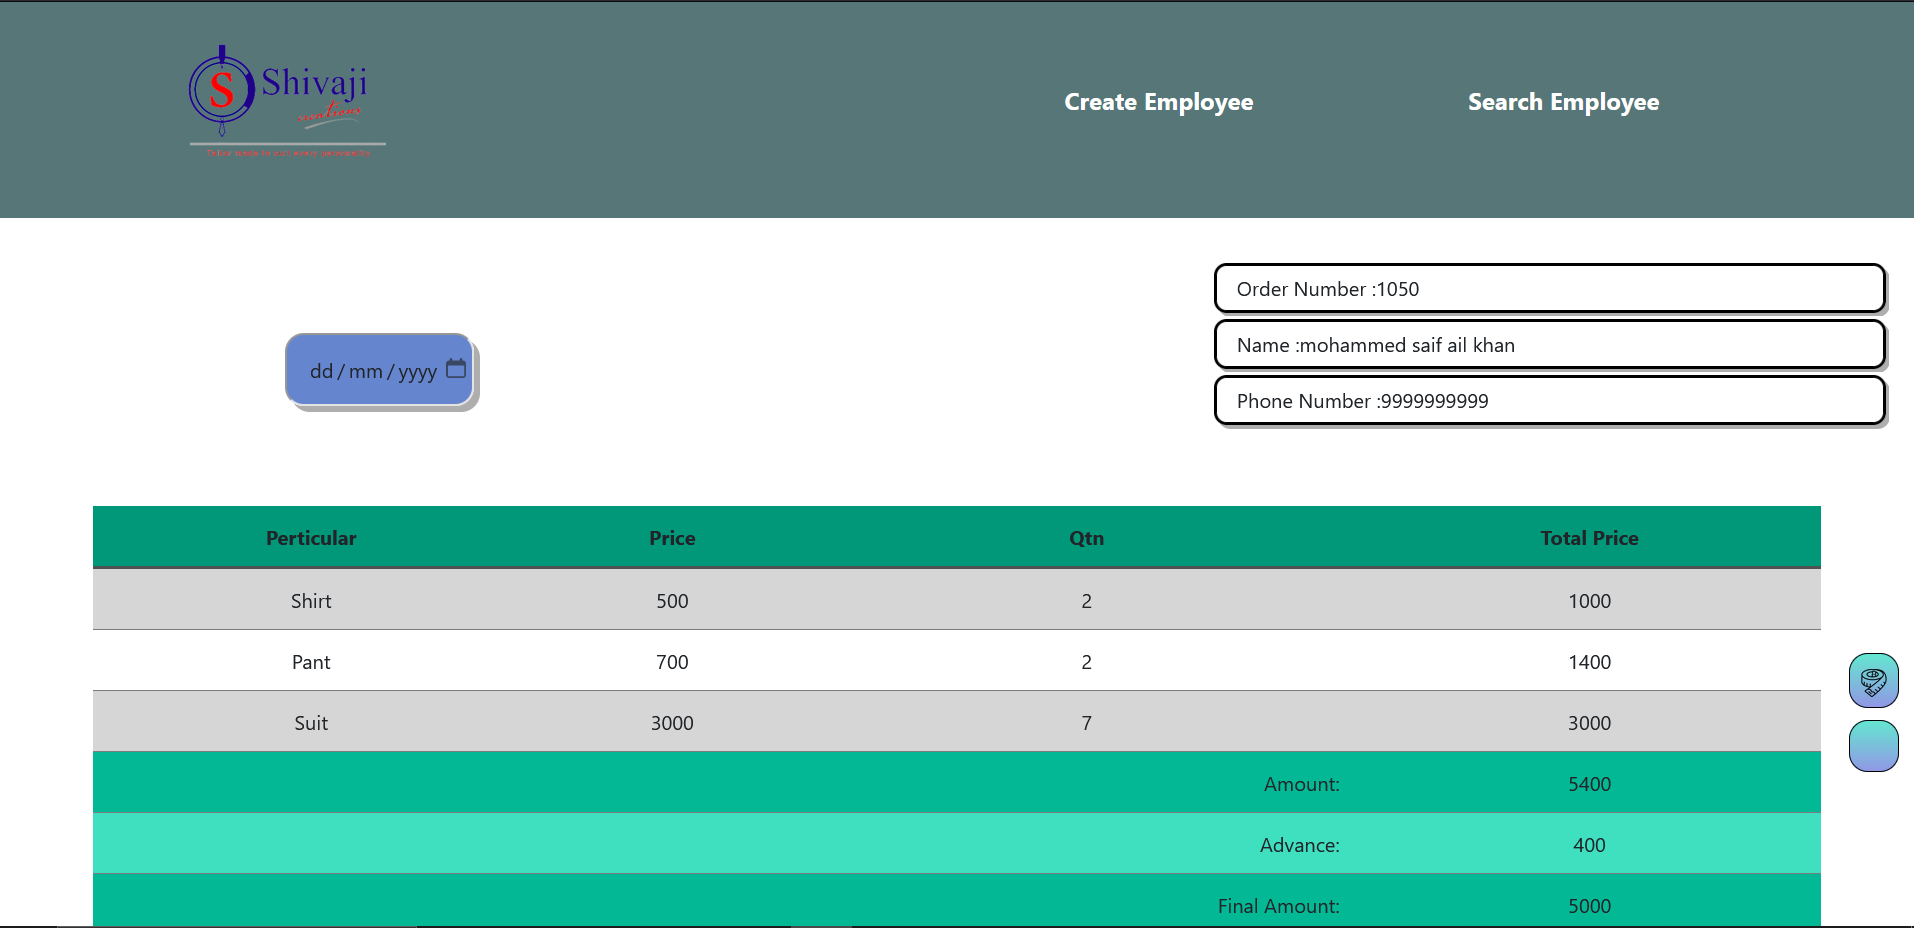 S Shivaji
creations
Create Employee
Search Employee
Order Number :1050
Name :mohammed saif ail khan
Phone Number :9999999999
dd/mm/yyyy
Perticular Price Qtn Total Price
Shirt 500 2 1000
Pant 700 2 1400
Suit 3000 7 3000
Amount: 5400
Advance: 400
Final Amount: 5000